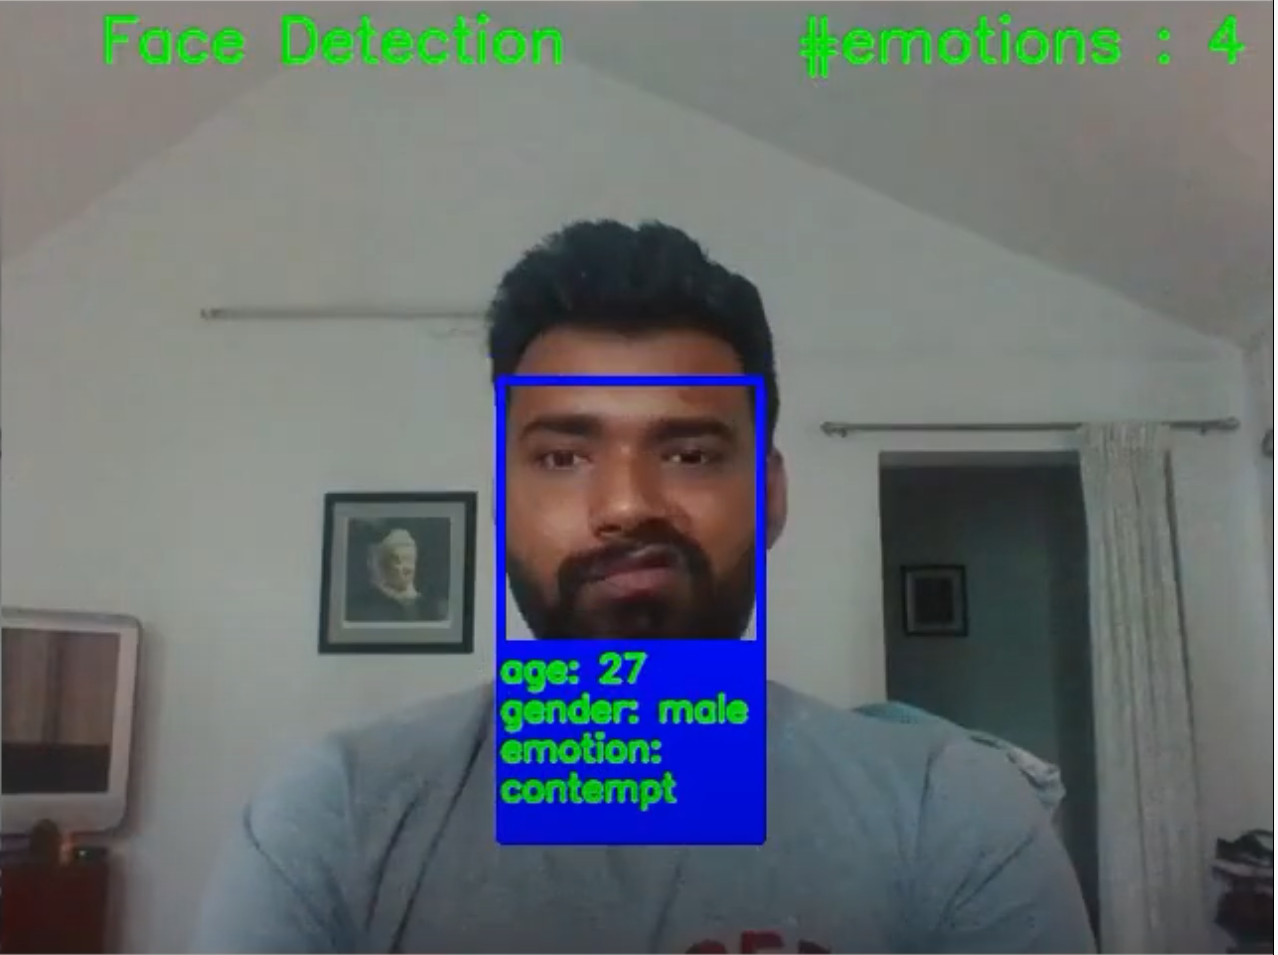 Face Detection
#emotions : 4
age: 27
gender: male
emotion:
contempt